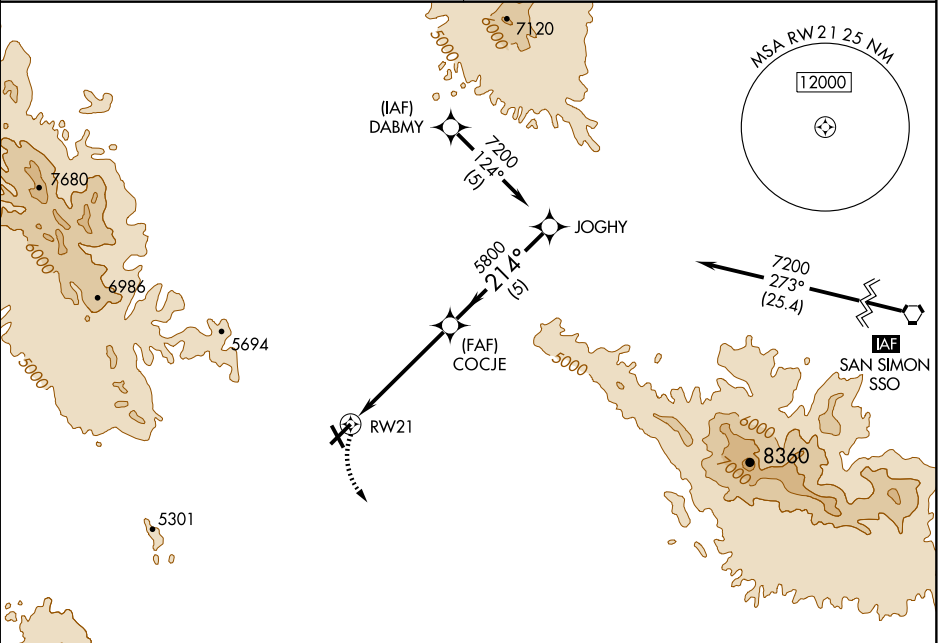 7120
6000
5000
MSA RW21 25 NM
12000
(IAF)
DABMY
7200
124°
(5)
7680
6000
JOGHY
5800
214°
(5)
7200
273°
(25.4)
6986
5694
5000
(FAF)
COCJE
IAF
SAN SIMON
SSO
5000
6000
7000
8360
RW21
5301